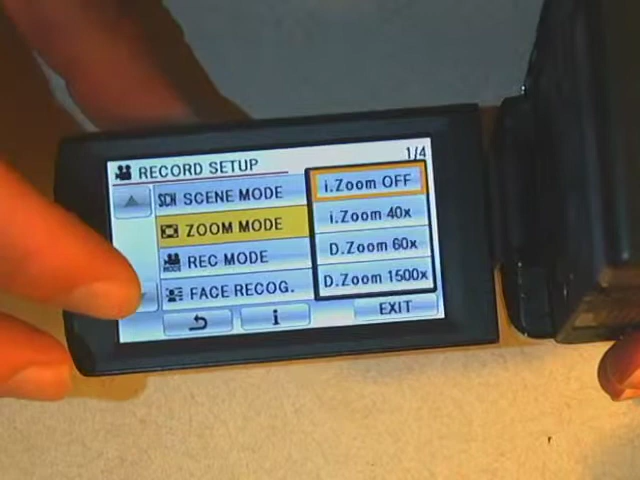 RECORD SETUP
1/4
SCN SCENE MODE
ZOOM MODE
MODE REC MODE
FACE RECOG.
i.Zoom OFF
i.Zoom 40x
D.Zoom 60x
D.Zoom 1500x
i
EXIT